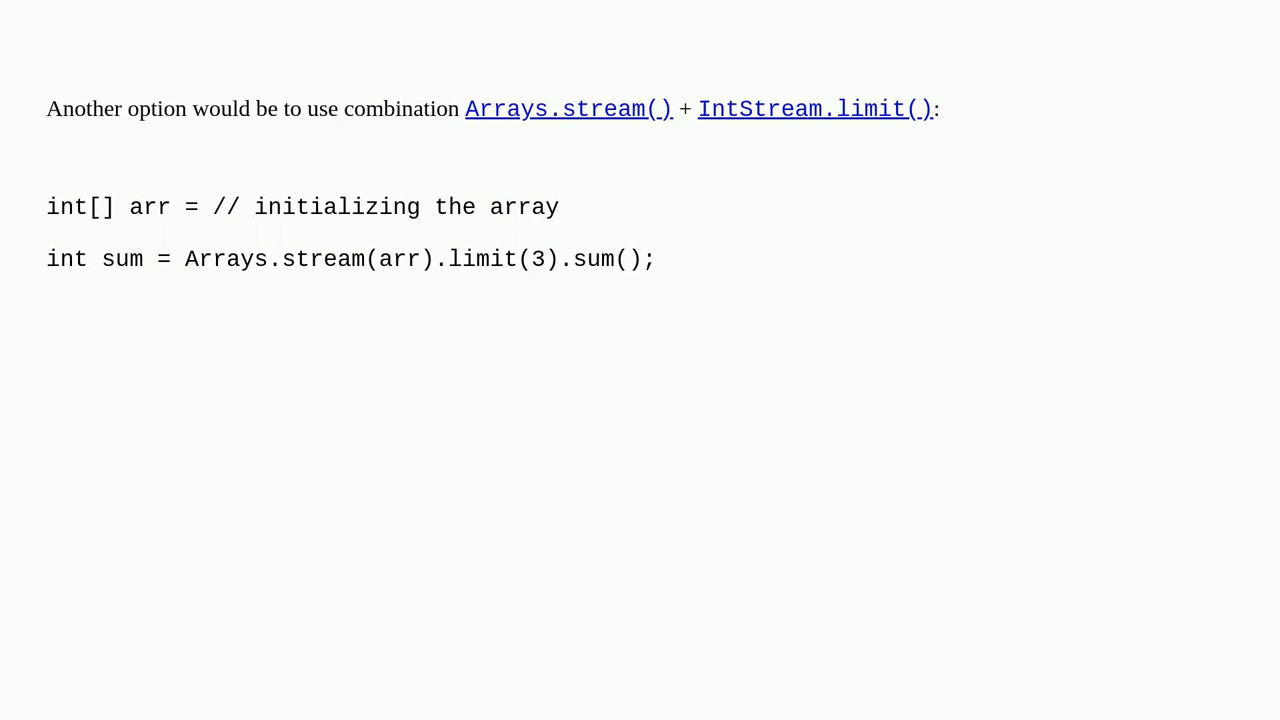 Another option would be to use combination Arrays.stream() + IntStream.limit():
int[] arr = // initializing the array
int sum = Arrays.stream(arr).limit(3).sum();